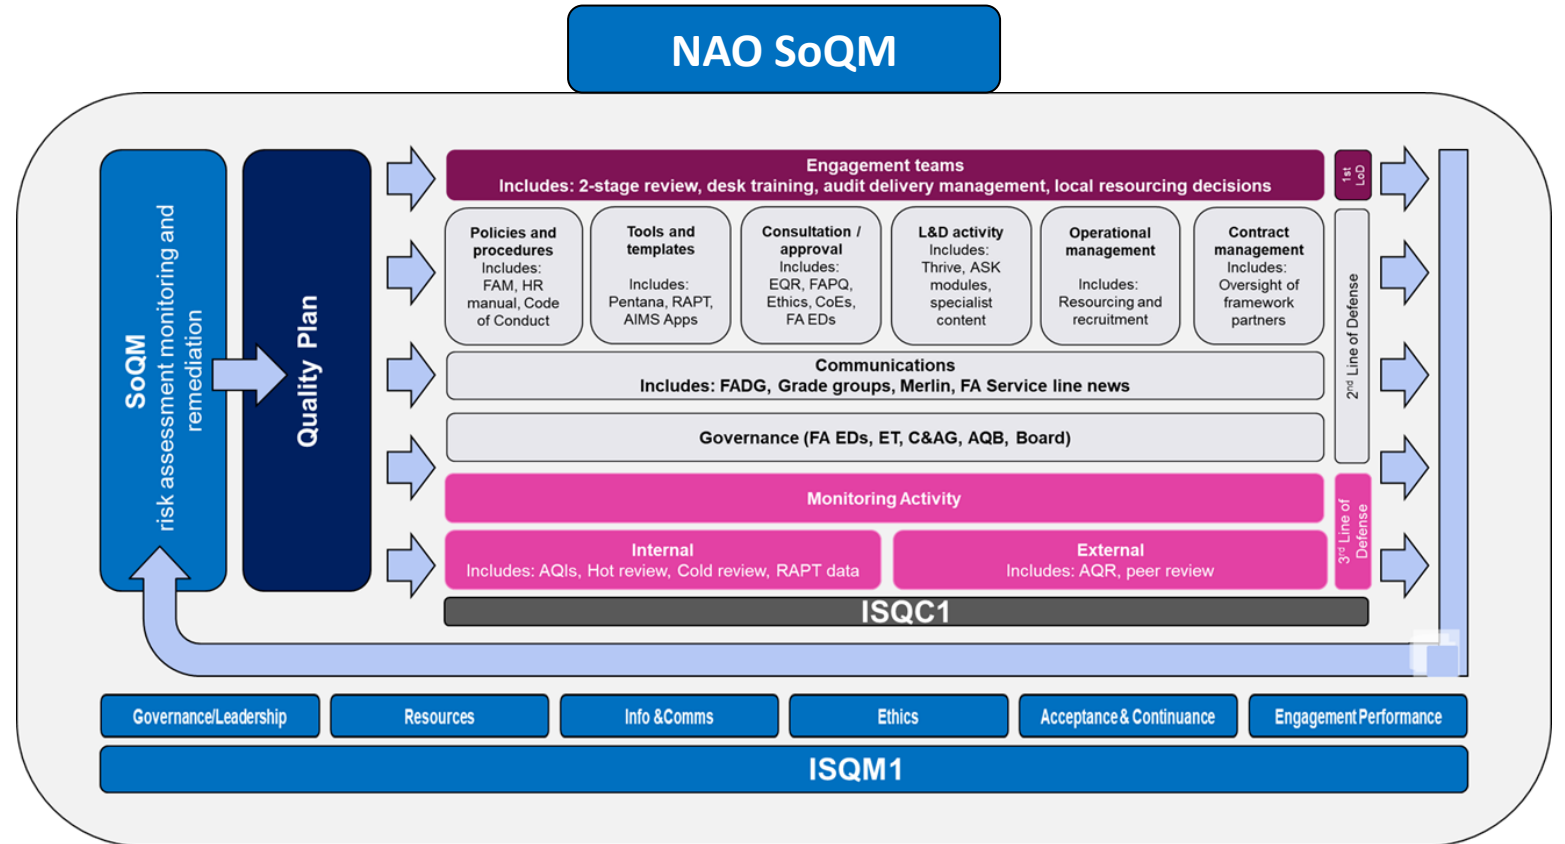 NAO SoQM
SoQM
risk assessment monitoring and
remediation
Quality Plan
Engagement teams
Includes: 2-stage review, desk training, audit delivery management, local resourcing decisions
1st
LoD
Policies and
procedures
Includes:
FAM, HR
manual, Code
of Conduct
Tools and
templates
Includes:
Pentana, RAPT,
AIMS Apps
Consultation /
approval
Includes:
EQR, FAPQ,
Ethics, CoEs,
FA EDs
L&D activity
Includes:
Thrive, ASK
modules,
specialist
content
Operational
management
Includes:
Resourcing and
recruitment
Contract
management
Includes:
Oversight of
framework
partners
2nd Line of Defense
Communications
Includes: FADG, Grade groups, Merlin, FA Service line news
Governance (FA EDs, ET, C&AG, AQB, Board)
Monitoring Activity
Internal
Includes: AQIs, Hot review, Cold review, RAPT data
External
Includes: AQR, peer review
3rd Line of
Defense
ISQC1
Governance/Leadership
Resources
Info &Comms
Ethics
Acceptance & Continuance
Engagement Performance
ISQM1